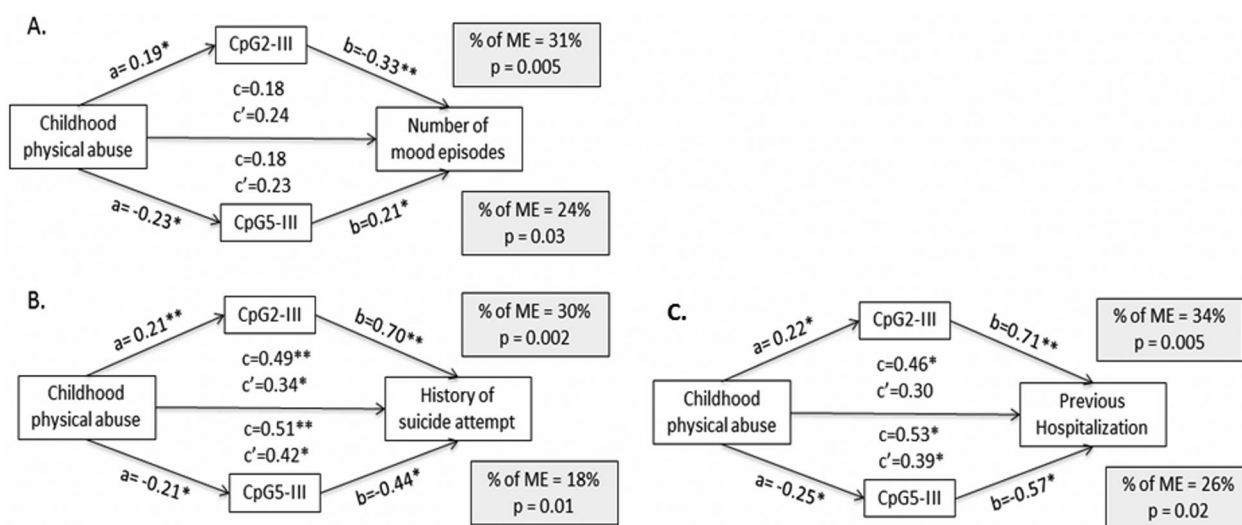 A.
CpG2-III
a= 0.19*
b=-0.33**
% of ME = 31%
p = 0.005
c=0.18
c’=0.24
Childhood
physical abuse
Number of
mood episodes
c=0.18
c’=0.23
a= -0.23*
CpG5-III
b=0.21*
% of ME = 24%
p = 0.03
B.
CpG2-III
a= 0.21**
b=0.70**
% of ME = 30%
p = 0.002
c=0.49**
c’=0.34*
Childhood
physical abuse
History of
suicide attempt
c=0.51**
c’=0.42*
a= -0.21*
CpG5-III
b=-0.44*
% of ME = 18%
p = 0.01
C.
CpG2-III
a= 0.22*
b=0.71**
% of ME = 34%
p = 0.005
c=0.46*
c’=0.30
Childhood
physical abuse
Previous
Hospitalization
c=0.53*
c’=0.39*
a= -0.25*
CpG5-III
b=-0.57*
% of ME = 26%
p = 0.02